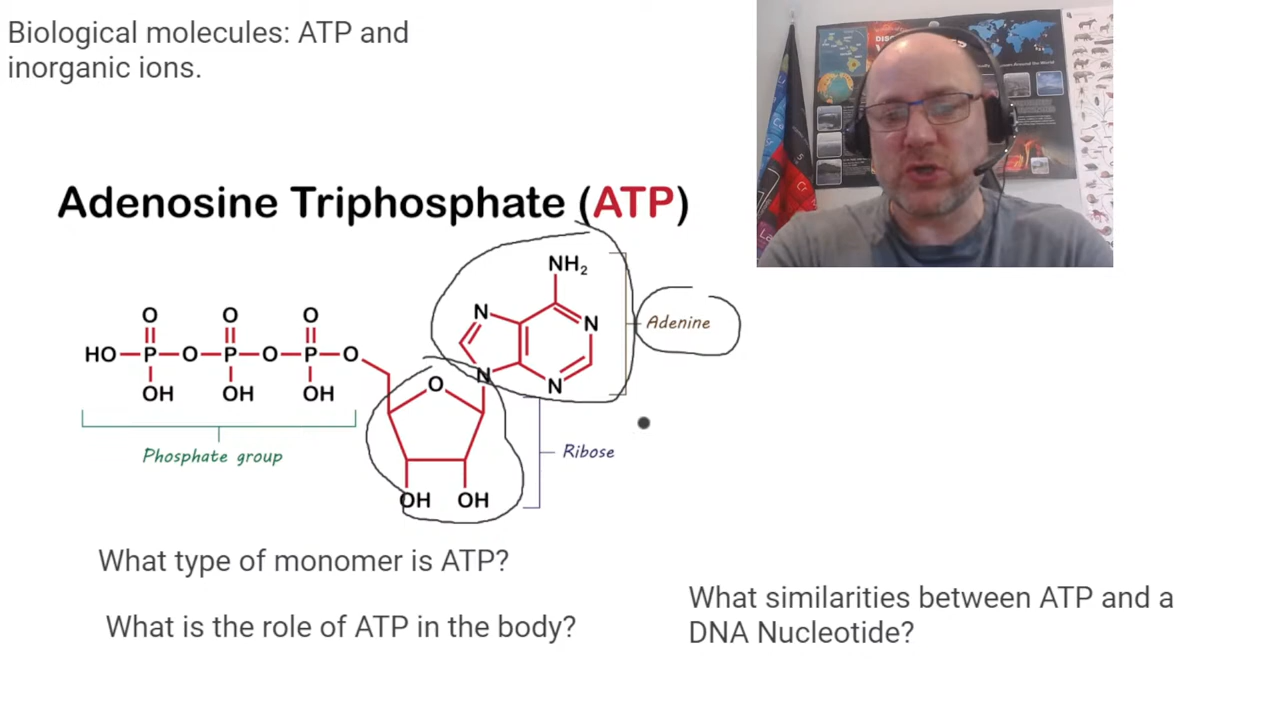 Biological molecules: ATP and
inorganic ions.
Adenosine Triphosphate (ATP)
NH2
N
N
N
N
Adenine
O
O
O
HO P O P O P O
OH
OH
OH
O
Phosphate group
Ribose
OH
OH
What type of monomer is ATP?
What is the role of ATP in the body?
What similarities between ATP and a
DNA Nucleotide?